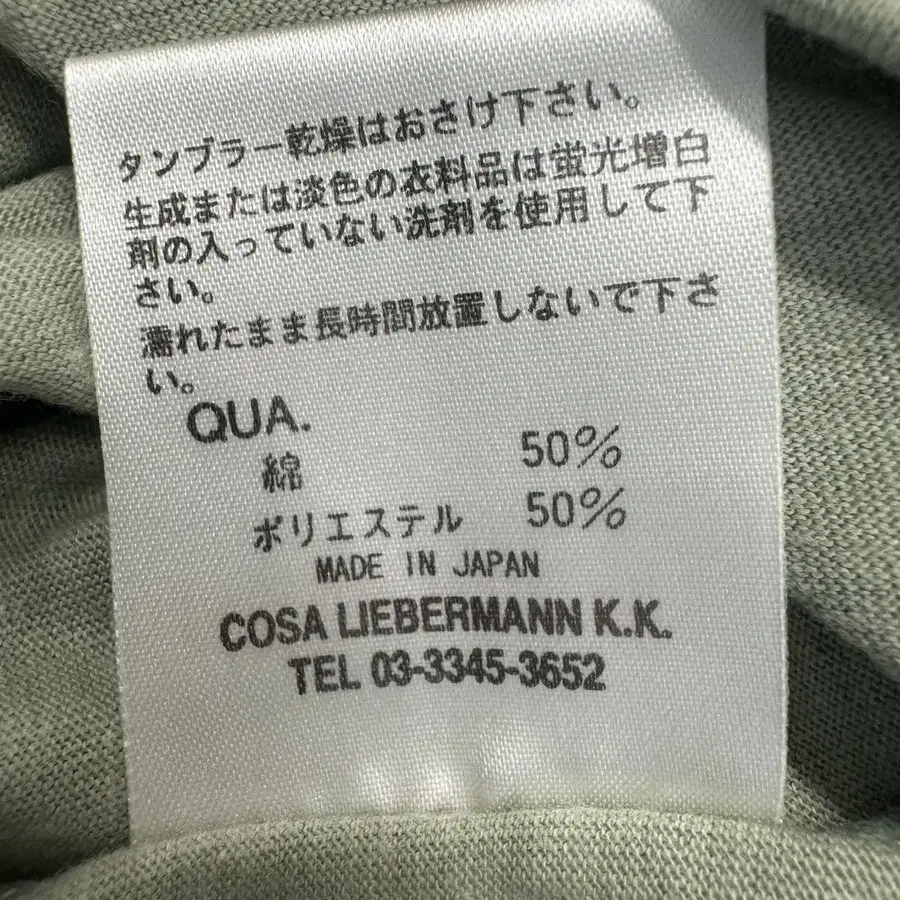 タンブラー乾燥はおさけ下さい。
生成または淡色の衣料品は蛍光増白
剤の入っていない洗剤を使用して下
さい。
濡れたまま長時間放置しないで下さ
い。
QUA.
綿 50%
ポリエステル 50%
MADE IN JAPAN
COSA LIEBERMANN K.K.
TEL 03-3345-3652